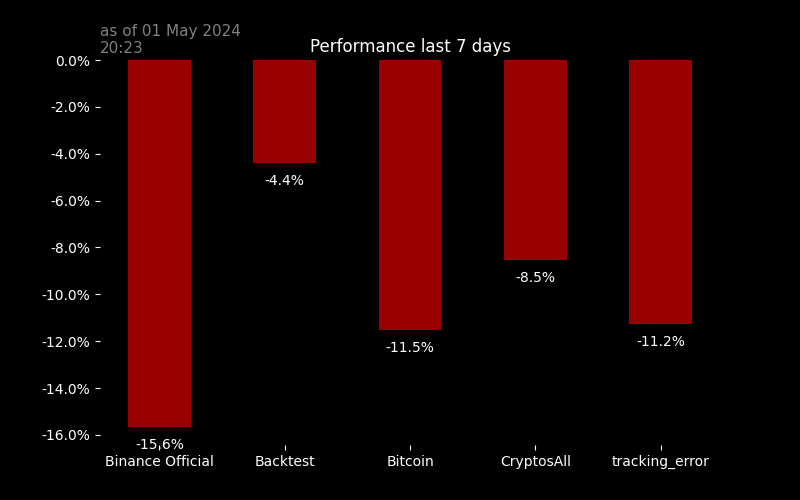 as of 01 May 2024
20:23
Performance last 7 days
0.0%
-2.0%
-4.0%
-6.0%
-8.0%
-10.0%
-12.0%
-14.0%
-16.0%
-15.6%
-4.4%
-11.5%
-8.5%
-11.2%
Binance Official
Backtest
Bitcoin
CryptosAll
tracking_error